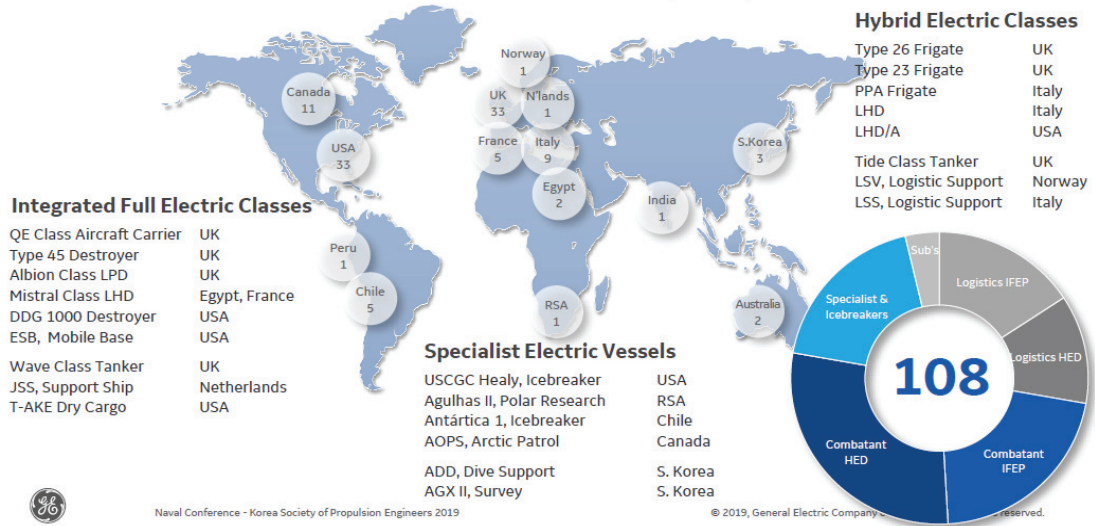 Hybrid Electric Classes
Type 26 Frigate UK
Type 23 Frigate UK
PPA Frigate Italy
LHD Italy
LHD/A USA
Tide Class Tanker UK
LSV, Logistic Support Norway
LSS, Logistic Support Italy
Norway
1
Canada
11
UK
33
N'lands
1
USA
33
France
5
Italy
9
S.Korea
3
Egypt
2
India
1
Peru
1
Chile
5
RSA
1
Australia
2
Integrated Full Electric Classes
QE Class Aircraft Carrier UK
Type 45 Destroyer UK
Albion Class LPD UK
Mistral Class LHD Egypt, France
DDG 1000 Destroyer USA
ESB, Mobile Base USA
Wave Class Tanker UK
JSS, Support Ship Netherlands
T-AKE Dry Cargo USA
Specialist Electric Vessels
USCGC Healy, Icebreaker USA
Agulhas II, Polar Research RSA
Antártica 1, Icebreaker Chile
AOPS, Arctic Patrol Canada
ADD, Dive Support S. Korea
AGX II, Survey S. Korea
Sub's
Logistics IFEP
Specialist &
Icebreakers
Logistics HED
108
Combatant
HED
Combatant
IFEP
GE
Naval Conference - Korea Society of Propulsion Engineers 2019
© 2019, General Electric Company reserved.